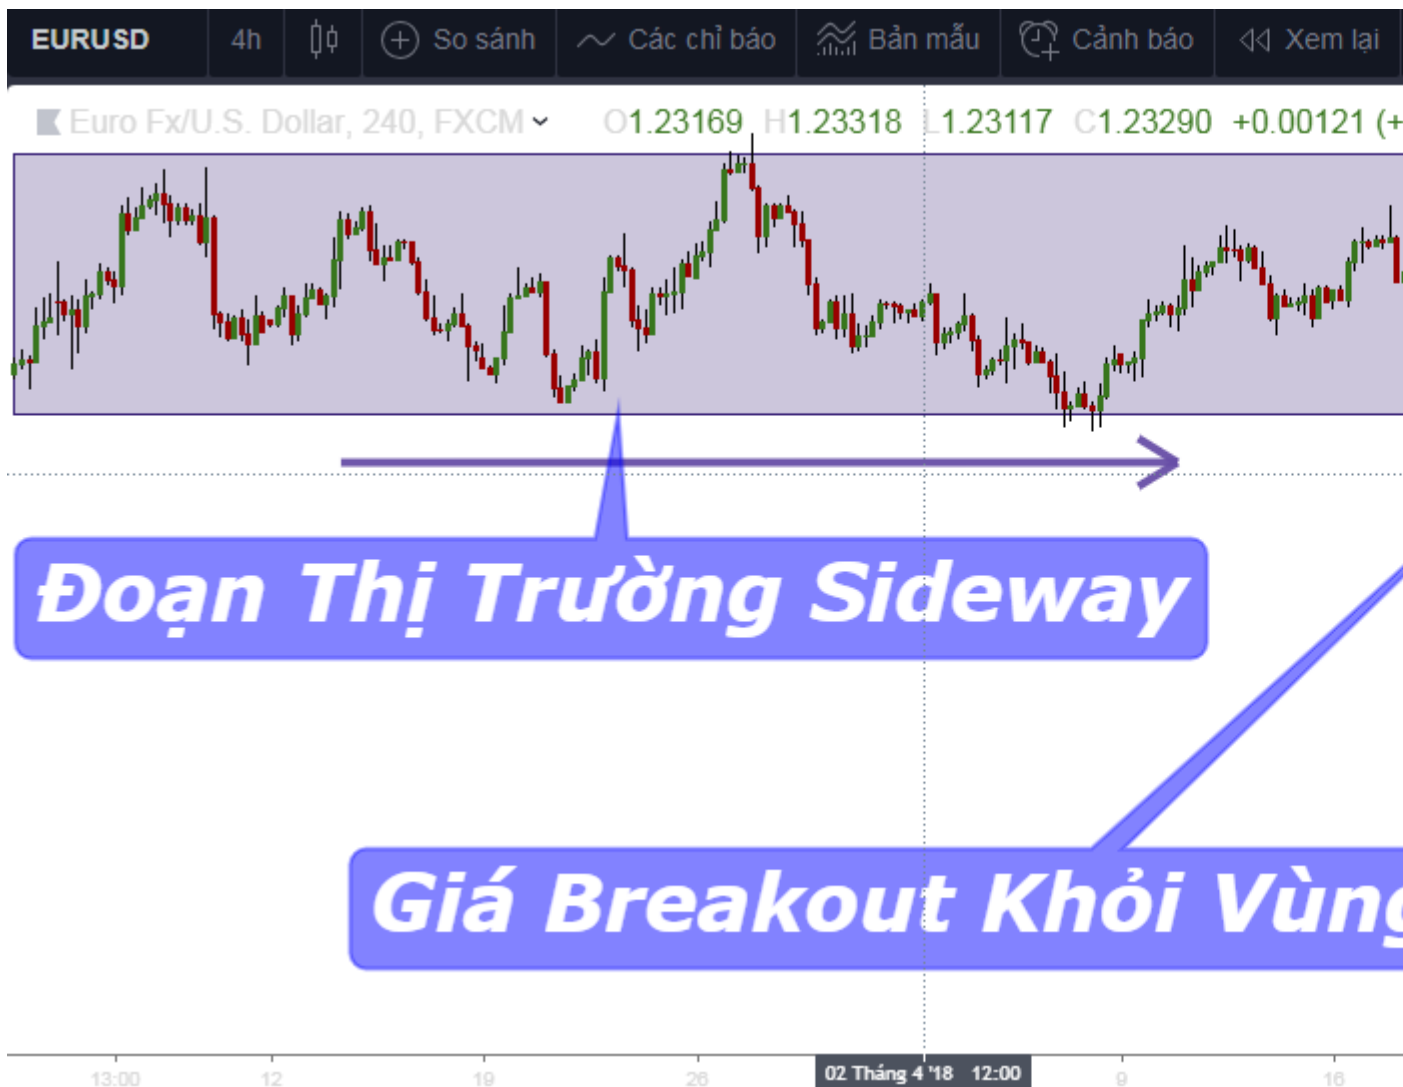 EURUSD 4h So sánh Các chỉ báo Bản mẫu Cảnh báo Xem lại
Euro Fx/U.S. Dollar, 240, FXCM O1.23169 H1.23318 L1.23117 C1.23290 +0.00121 (+
Đoạn Thị Trường Sideway
Giá Breakout Khỏi Vùng
13:00 12 19 26 02 Tháng 4 '18 12:00 9 16